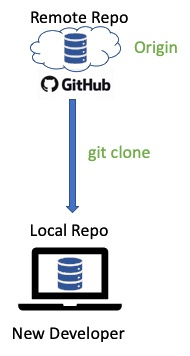 Remote Repo
Origin
GitHub
git clone
Local Repo
New Developer